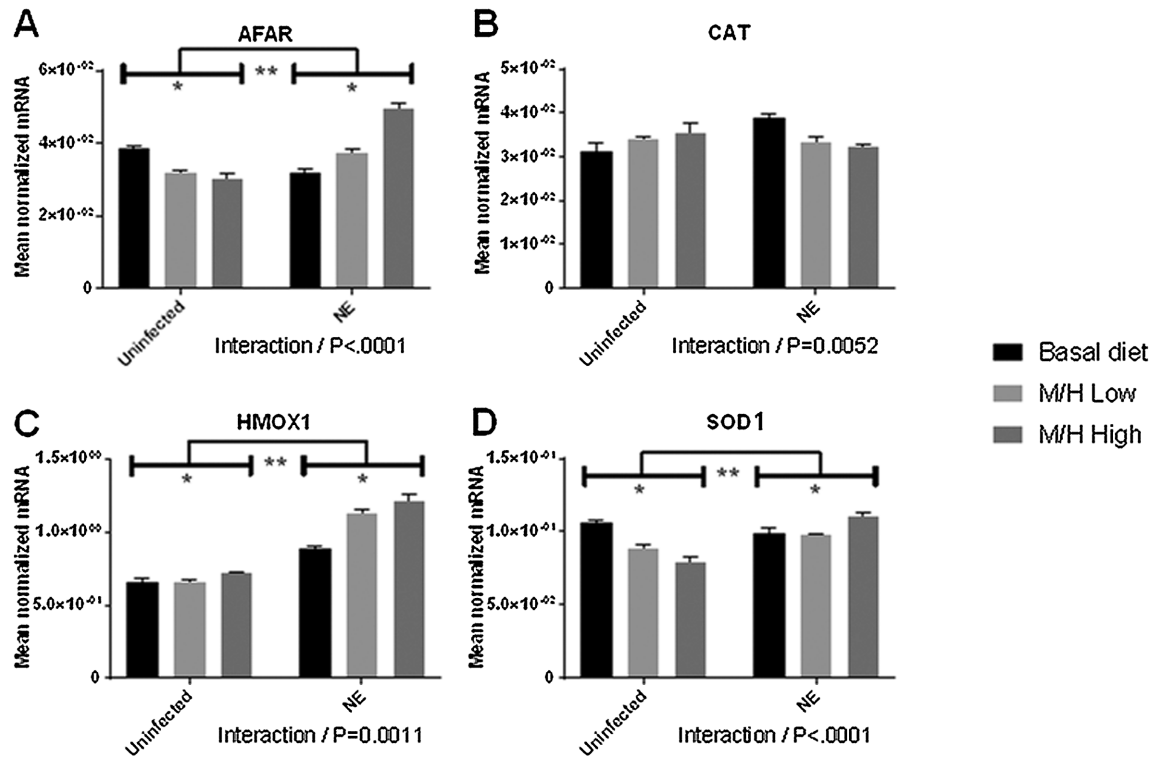 A
AFAR
Mean normalized mRNA
6×10⁻⁰²
4×10⁻⁰²
2×10⁻⁰²
0
* ** *
Uninfected NE
Interaction / P<.0001
B
CAT
Mean normalized mRNA
5×10⁻⁰²
4×10⁻⁰²
3×10⁻⁰²
2×10⁻⁰²
1×10⁻⁰²
0
Uninfected NE
Interaction / P=0.0052
C
HMOX1
Mean normalized mRNA
1.5×10⁰⁰
1.0×10⁰⁰
5.0×10⁻⁰¹
0
* ** *
Uninfected NE
Interaction / P=0.0011
D
SOD1
Mean normalized mRNA
1.5×10⁻⁰¹
1.0×10⁻⁰¹
5.0×10⁻⁰²
0
* ** *
Uninfected NE
Interaction / P<.0001
Basal diet
M/H Low
M/H High